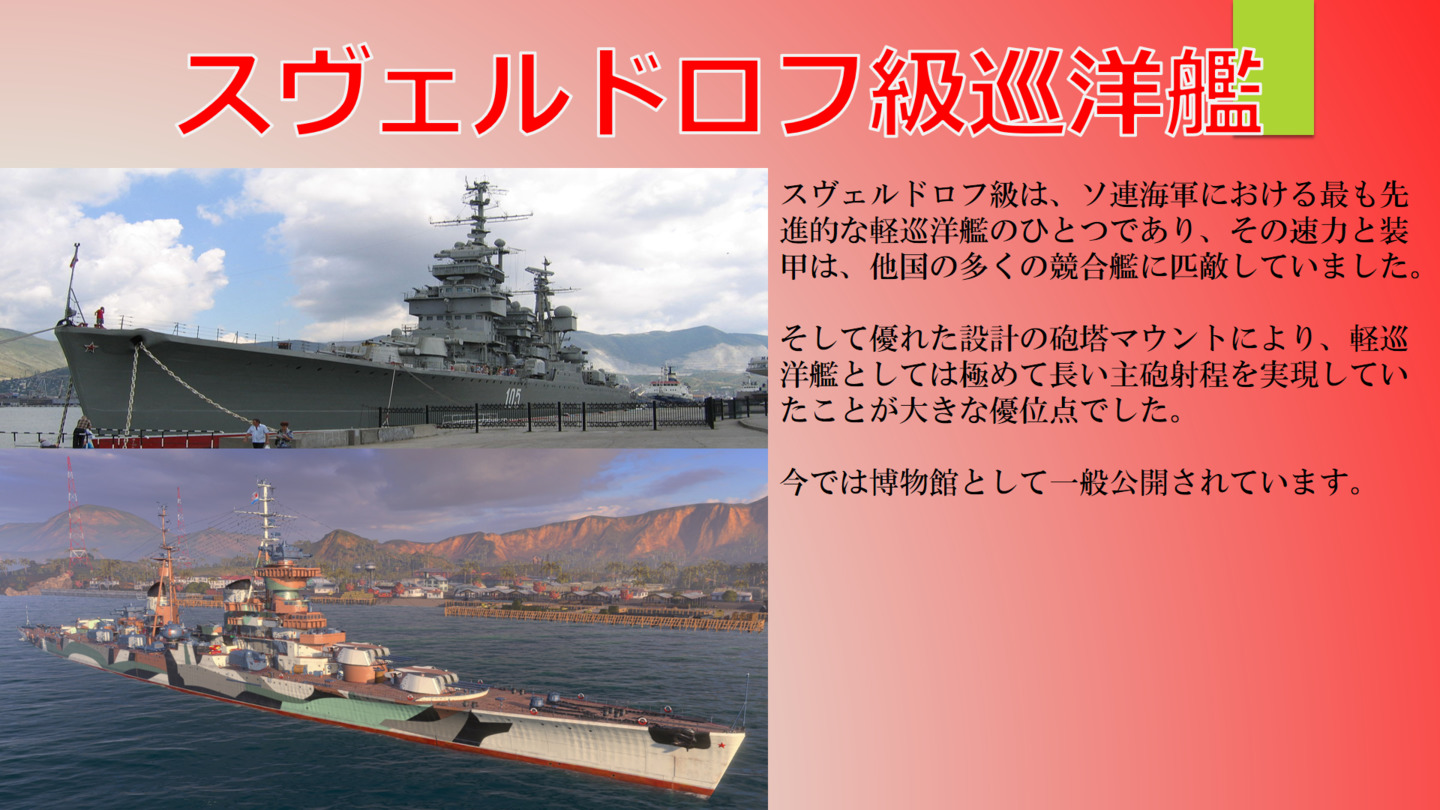 スヴェルドロフ級巡洋艦
スヴェルドロフ級は、ソ連海軍における最も先
進的な軽巡洋艦のひとつであり、その速力と装
甲は、他国の多くの競合艦に匹敵していました。
そして優れた設計の砲塔マウントにより、軽巡
洋艦としては極めて長い主砲射程を実現してい
たことが大きな優位点でした。
今では博物館として一般公開されています。
105